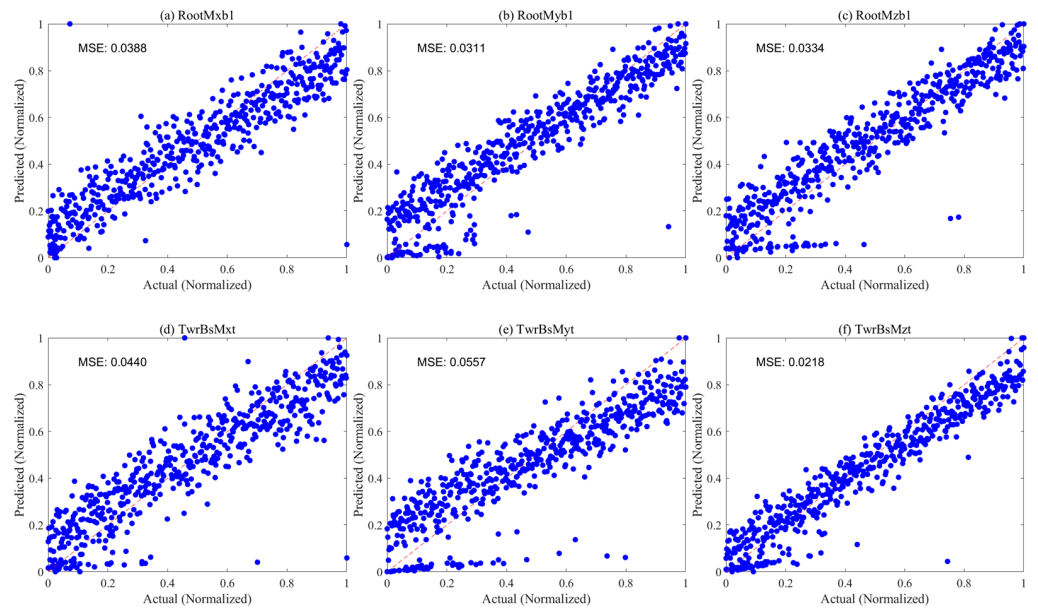 (a) RootMxb1
MSE: 0.0388
1
0.8
0.6
0.4
0.2
0
0 0.2 0.4 0.6 0.8 1
Predicted (Normalized)
Actual (Normalized)
(b) RootMyb1
MSE: 0.0311
1
0.8
0.6
0.4
0.2
0
0 0.2 0.4 0.6 0.8 1
Predicted (Normalized)
Actual (Normalized)
(c) RootMzb1
MSE: 0.0334
1
0.8
0.6
0.4
0.2
0
0 0.2 0.4 0.6 0.8 1
Predicted (Normalized)
Actual (Normalized)
(d) TwrBsMxt
MSE: 0.0440
1
0.8
0.6
0.4
0.2
0
0 0.2 0.4 0.6 0.8 1
Predicted (Normalized)
Actual (Normalized)
(e) TwrBsMyt
MSE: 0.0557
1
0.8
0.6
0.4
0.2
0
0 0.2 0.4 0.6 0.8 1
Predicted (Normalized)
Actual (Normalized)
(f) TwrBsMzt
MSE: 0.0218
1
0.8
0.6
0.4
0.2
0
0 0.2 0.4 0.6 0.8 1
Predicted (Normalized)
Actual (Normalized)